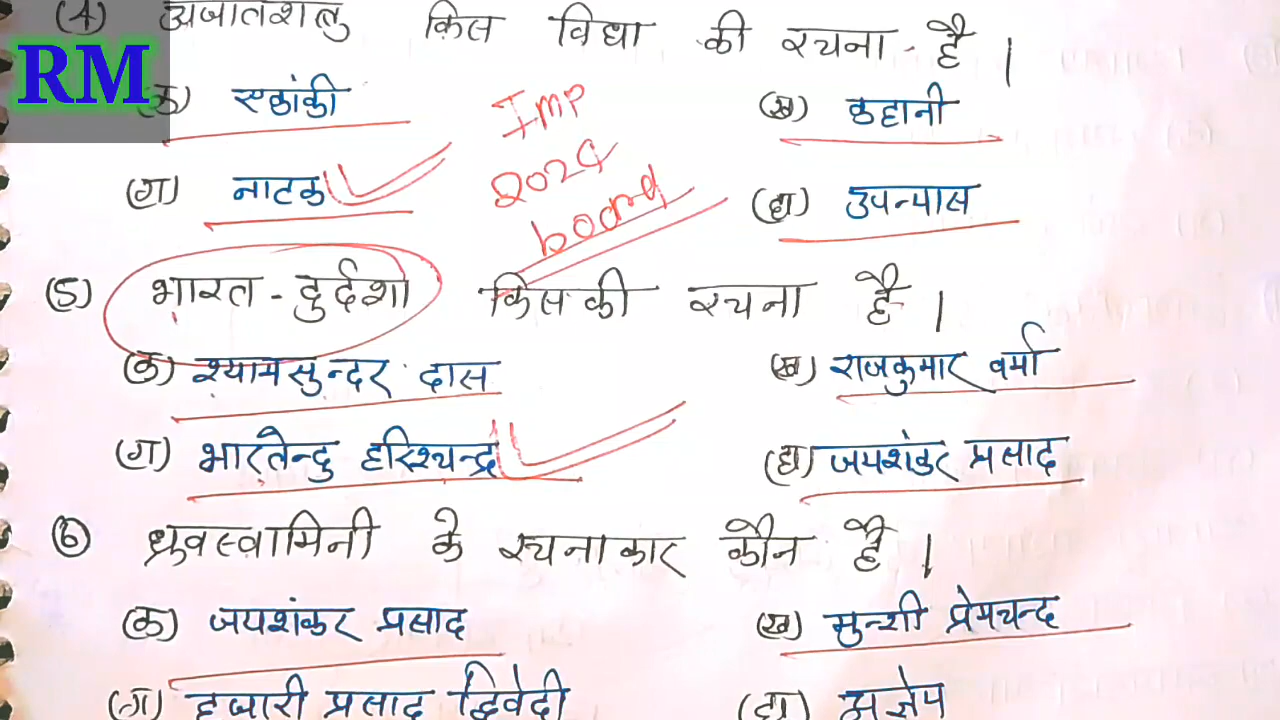 (4) अजातशत्रु किस विधा की रचना है |
RM
(क) एकांकी (ख) कहानी
(ग) नाटक (घ) उपन्यास
Imp
2024
board
(5) भारत-दुर्दशा किसकी रचना है |
(क) श्यामसुन्दर दास (ख) राजकुमार वर्मा
(ग) भारतेन्दु हरिश्चन्द्र (घ) जयशंकर प्रसाद
⑥ ध्रुवस्वामिनी के रचनाकार कौन है |
(क) जयशंकर प्रसाद (ख) मुन्शी प्रेमचन्द
(ग) हजारी प्रसाद द्विवेदी (घ) अज्ञेय